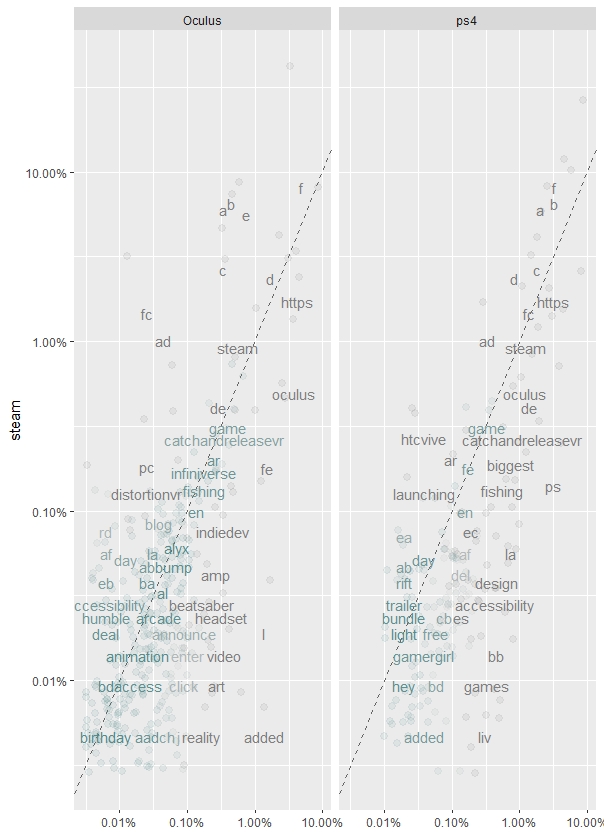 Oculus
ps4
steam
10.00%
1.00%
0.10%
0.01%
f
b
a
e
c
d
https
fc
ad
steam
oculus
de
game
catchandreleasevr
ar
pc
infiniverse
fe
fishing
distortionvr
en
blog
rd
indiedev
alyx
af
la
day
abbump
amp
eb
ba
al
ccessibility
beatsaber
humble
arcade
headset
deal
announce
l
animation
enter
video
bdaccess
click
art
birthday
aadchj
reality
added
f
b
a
c
d
https
fc
ad
steam
oculus
de
game
htcvive
catchandreleasevr
ar
fe
biggest
ps
launching
fishing
en
ec
ea
af
la
day
ab
del
rift
design
trailer
accessibility
bundle
cb
es
light
free
gamergirl
bb
hey
bd
games
added
liv
0.01%
0.10%
1.00%
10.00%
0.01%
0.10%
1.00%
10.00%